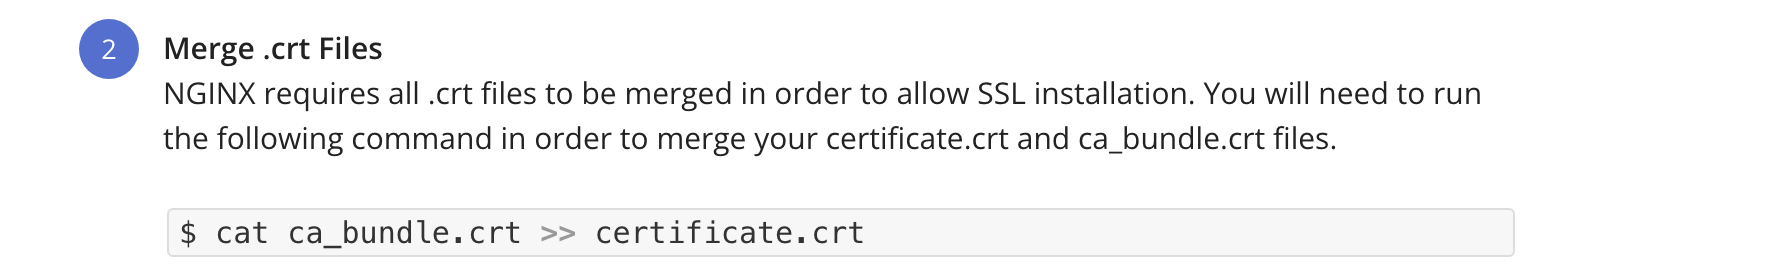 2
Merge .crt Files
NGINX requires all .crt files to be merged in order to allow SSL installation. You will need to run
the following command in order to merge your certificate.crt and ca_bundle.crt files.
$ cat ca_bundle.crt >> certificate.crt